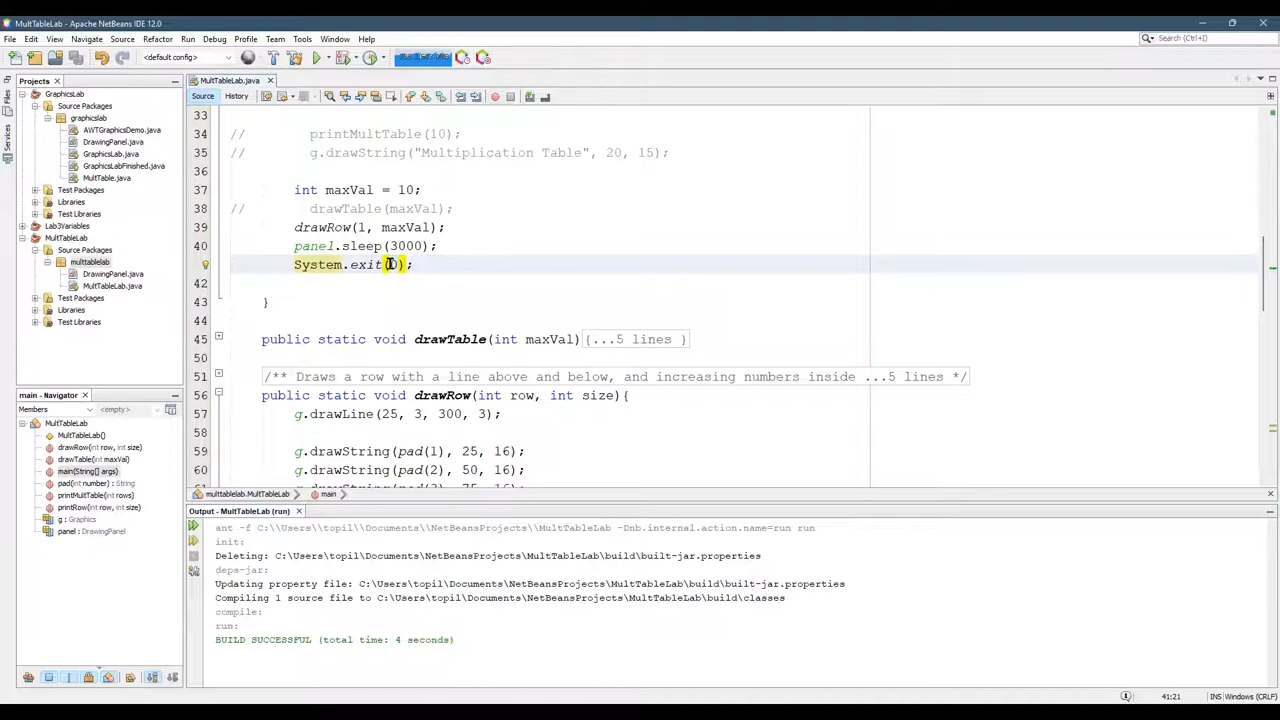 MultTableLab - Apache NetBeans IDE 12.0
File Edit View Navigate Source Refactor Run Debug Profile Team Tools Window Help
Search (Ctrl+I)
<default config>
Projects
MultTableLab.java
Files
Services
Source History
GraphicsLab
Source Packages
graphicslab
AWTGraphicsDemo.java
DrawingPanel.java
GraphicsLab.java
GraphicsLabFinished.java
MultTable.java
Test Packages
Libraries
Test Libraries
Lab3Variables
MultTableLab
Source Packages
multtablelab
DrawingPanel.java
MultTableLab.java
Test Packages
Libraries
Test Libraries
33
34 // printMultTable(10);
35 // g.drawString("Multiplication Table", 20, 15);
36
37 int maxVal = 10;
38 // drawTable(maxVal);
39 drawRow(1, maxVal);
40 panel.sleep(3000);
System.exit(0);
42
43 }
44
45 public static void drawTable(int maxVal){...5 lines }
50
51 /** Draws a row with a line above and below, and increasing numbers inside ...5 lines */
56 public static void drawRow(int row, int size){
57 g.drawLine(25, 3, 300, 3);
58
59 g.drawString(pad(1), 25, 16);
60 g.drawString(pad(2), 50, 16);
61 g.drawString(pad(3), 75, 16);
multtablelab.MultTableLab main
main - Navigator
Members <empty>
MultTableLab
MultTableLab()
drawRow(int row, int size)
drawTable(int maxVal)
main(String[] args)
pad(int number) : String
printMultTable(int rows)
printRow(int row, int size)
g : Graphics
panel : DrawingPanel
Output - MultTableLab (run)
ant -f C:\\Users\\topil\\Documents\\NetBeansProjects\\MultTableLab -Dnb.internal.action.name=run run
init:
Deleting: C:\Users\topil\Documents\NetBeansProjects\MultTableLab\build\built-jar.properties
deps-jar:
Updating property file: C:\Users\topil\Documents\NetBeansProjects\MultTableLab\build\built-jar.properties
Compiling 1 source file to C:\Users\topil\Documents\NetBeansProjects\MultTableLab\build\classes
compile:
run:
BUILD SUCCESSFUL (total time: 4 seconds)
41:21 INS Windows (CRLF)